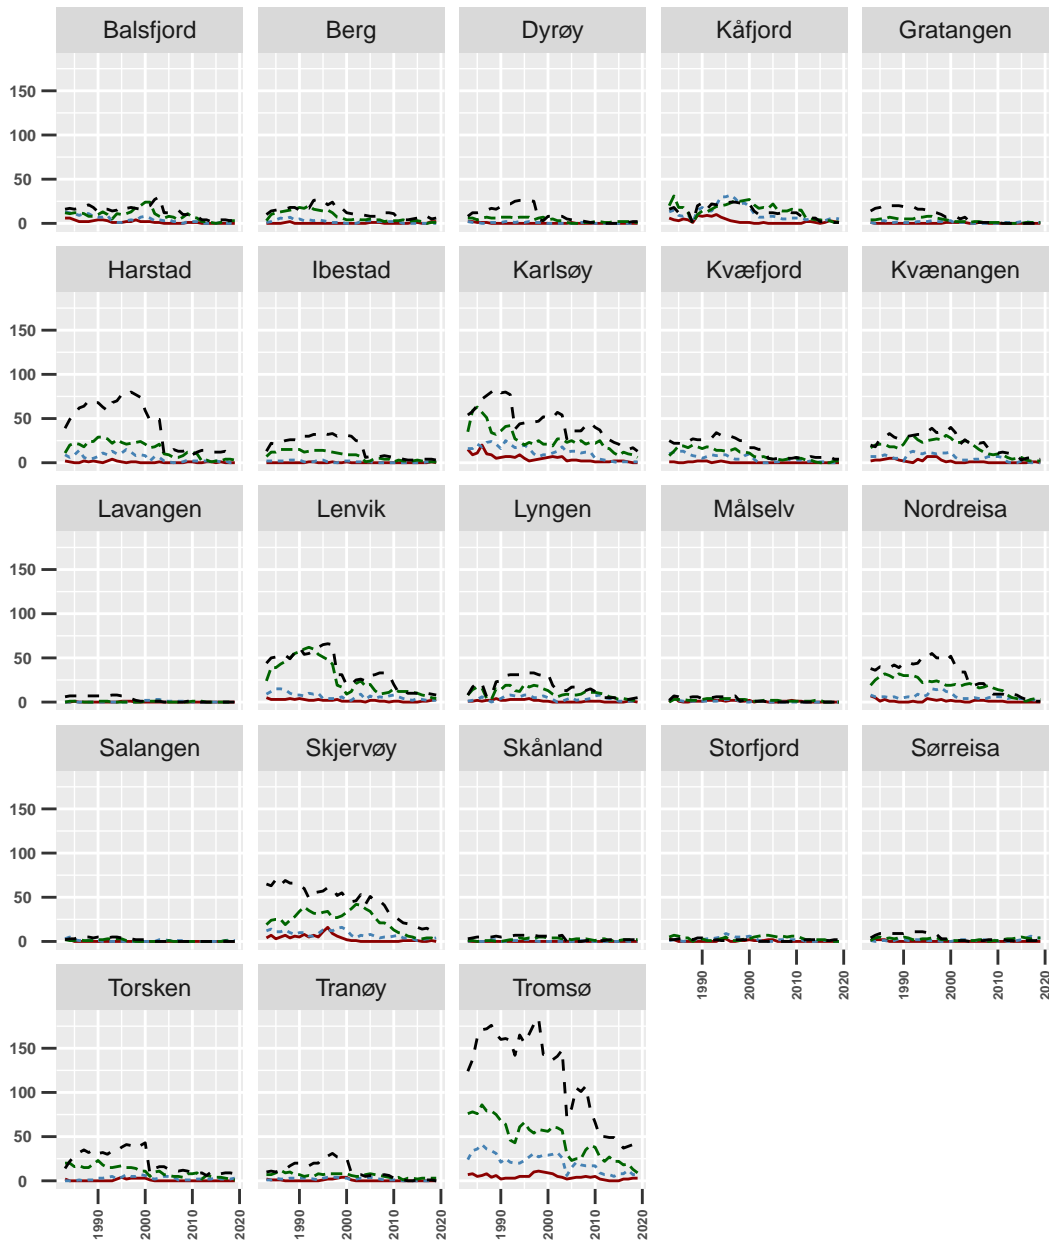 Balsfjord Berg Dyrøy Kåfjord Gratangen
150
100
50
0
Harstad Ibestad Karlsøy Kvæfjord Kvænangen
150
100
50
0
Lavangen Lenvik Lyngen Målselv Nordreisa
150
100
50
0
Salangen Skjervøy Skånland Storfjord Sørreisa
150
100
50
0
1990 2000 2010 2020 1990 2000 2010 2020
Torsken Tranøy Tromsø
150
100
50
0
1990 2000 2010 2020 1990 2000 2010 2020 1990 2000 2010 2020